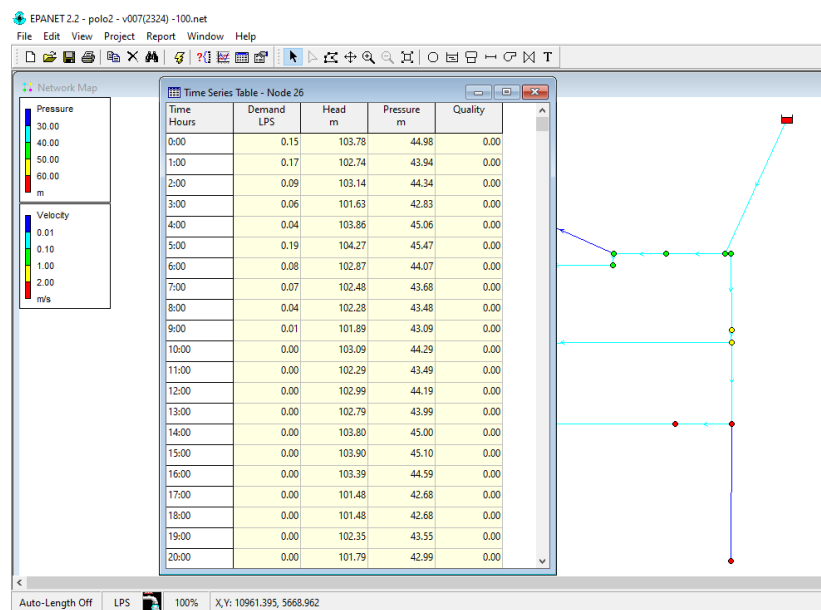 EPANET 2.2 - polo2 - v007(2324) -100.net
File Edit View Project Report Window Help
T
Network Map
Pressure
30.00
40.00
50.00
60.00
m
Velocity
0.01
0.10
1.00
2.00
m/s
Time Series Table - Node 26
Time Hours Demand LPS Head m Pressure m Quality
0:00 0.15 103.78 44.98 0.00
1:00 0.17 102.74 43.94 0.00
2:00 0.09 103.14 44.34 0.00
3:00 0.06 101.63 42.83 0.00
4:00 0.04 103.86 45.06 0.00
5:00 0.19 104.27 45.47 0.00
6:00 0.08 102.87 44.07 0.00
7:00 0.07 102.48 43.68 0.00
8:00 0.04 102.28 43.48 0.00
9:00 0.01 101.89 43.09 0.00
10:00 0.00 103.09 44.29 0.00
11:00 0.00 102.29 43.49 0.00
12:00 0.00 102.99 44.19 0.00
13:00 0.00 102.79 43.99 0.00
14:00 0.00 103.80 45.00 0.00
15:00 0.00 103.90 45.10 0.00
16:00 0.00 103.39 44.59 0.00
17:00 0.00 101.48 42.68 0.00
18:00 0.00 101.48 42.68 0.00
19:00 0.00 102.35 43.55 0.00
20:00 0.00 101.79 42.99 0.00
Auto-Length Off LPS 100% X,Y: 10961.395, 5668.962